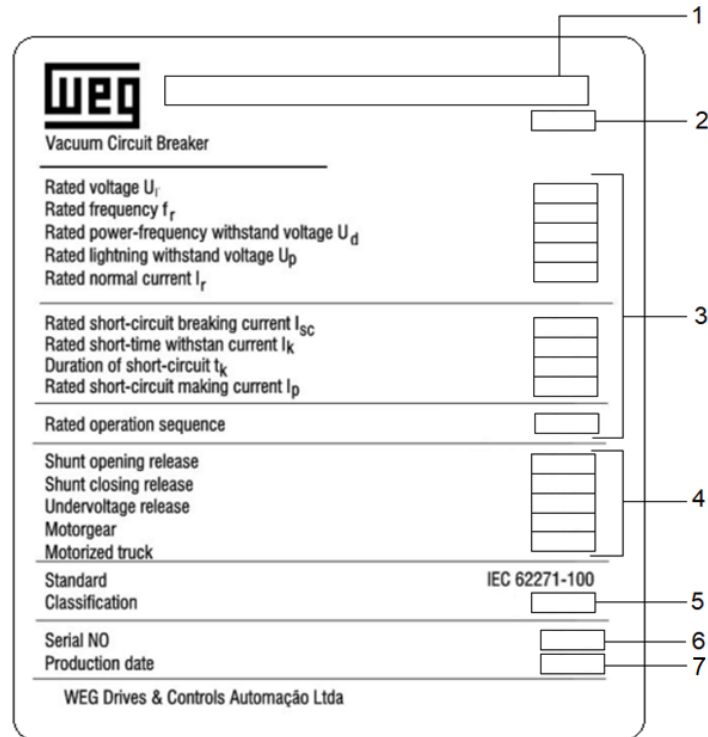 1
weg
2
Vacuum Circuit Breaker
Rated voltage Ur
Rated frequency fr
Rated power-frequency withstand voltage Ud
Rated lightning withstand voltage Up
Rated normal current Ir
3
Rated short-circuit breaking current Isc
Rated short-time withstan current Ik
Duration of short-circuit tk
Rated short-circuit making current Ip
Rated operation sequence
Shunt opening release
Shunt closing release
Undervoltage release
4
Motorgear
Motorized truck
Standard IEC 62271-100
Classification 5
Serial NO 6
Production date 7
WEG Drives & Controls Automação Ltda